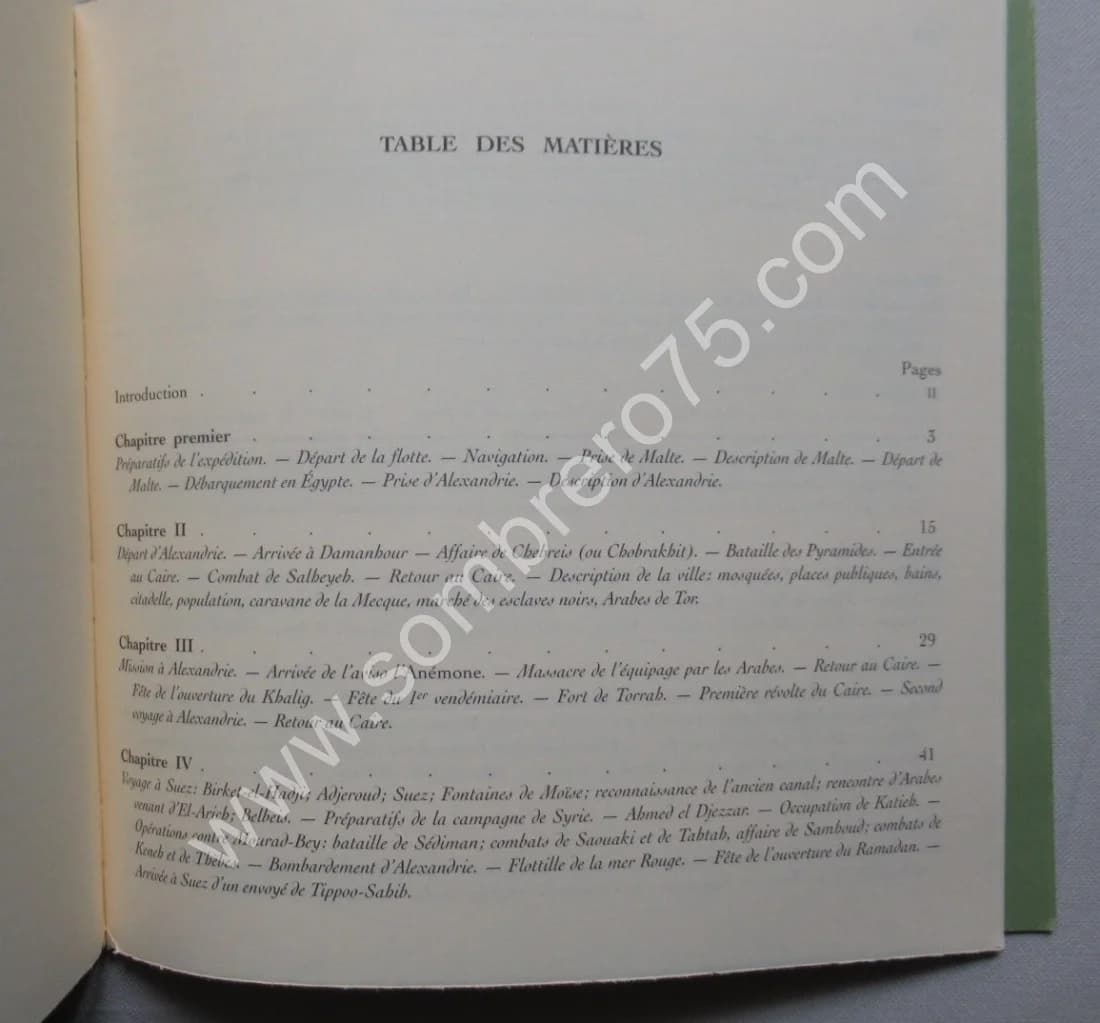 TABLE DES MATIÈRES
Pages
Introduction . . . . . . . . . . . . II
Chapitre premier . . . . . . . . . . . . 3
Préparatifs de l'expédition. — Départ de la flotte. — Navigation. — Prise de Malte. — Description de Malte. — Départ de
Malte. — Débarquement en Égypte. — Prise d'Alexandrie. — Description d'Alexandrie.
Chapitre II . . . . . . . . . . . . 15
Départ d'Alexandrie. — Arrivée à Damanhour — Affaire de Chebreis (ou Chobrakhit). — Bataille des Pyramides. — Entrée
au Caire. — Combat de Salheyeh. — Retour au Caire. — Description de la ville: mosquées, places publiques, bains,
citadelle, population, caravane de la Mecque, marché des esclaves noirs, Arabes de Tor.
Chapitre III . . . . . . . . . . . . 29
Mission à Alexandrie. — Arrivée de l'aviso l'Anémone. — Massacre de l'équipage par les Arabes. — Retour au Caire. —
Fête de l'ouverture du Khalig. — Fête du 1er vendémiaire. — Fort de Torrah. — Première révolte du Caire. — Second
voyage à Alexandrie. — Retour au Caire.
Chapitre IV . . . . . . . . . . . . 41
Voyage à Suez: Birket el-Hadji; Adjeroud; Suez; Fontaines de Moïse; reconnaissance de l'ancien canal; rencontre d'Arabes
venant d'El-Arich; Belbeis. — Préparatifs de la campagne de Syrie. — Ahmed el Djezzar. — Occupation de Katieh. —
Opérations contre Mourad-Bey: bataille de Sédiman; combats de Saouaki et de Tahtah, affaire de Samhoud; combats de
Keneh et de Thèbes. — Bombardement d'Alexandrie. — Flottille de la mer Rouge. — Fête de l'ouverture du Ramadan. —
Arrivée à Suez d'un envoyé de Tippoo-Sahib.
www.sombrero75.com